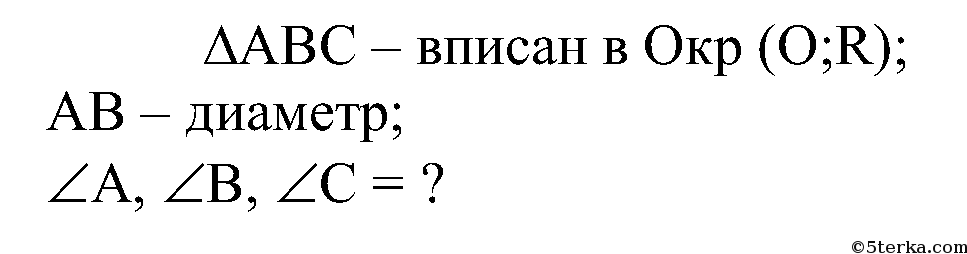 ΔABC – вписан в Окр (O;R);
AB – диаметр;
∠A, ∠B, ∠C = ?
©5terka.com